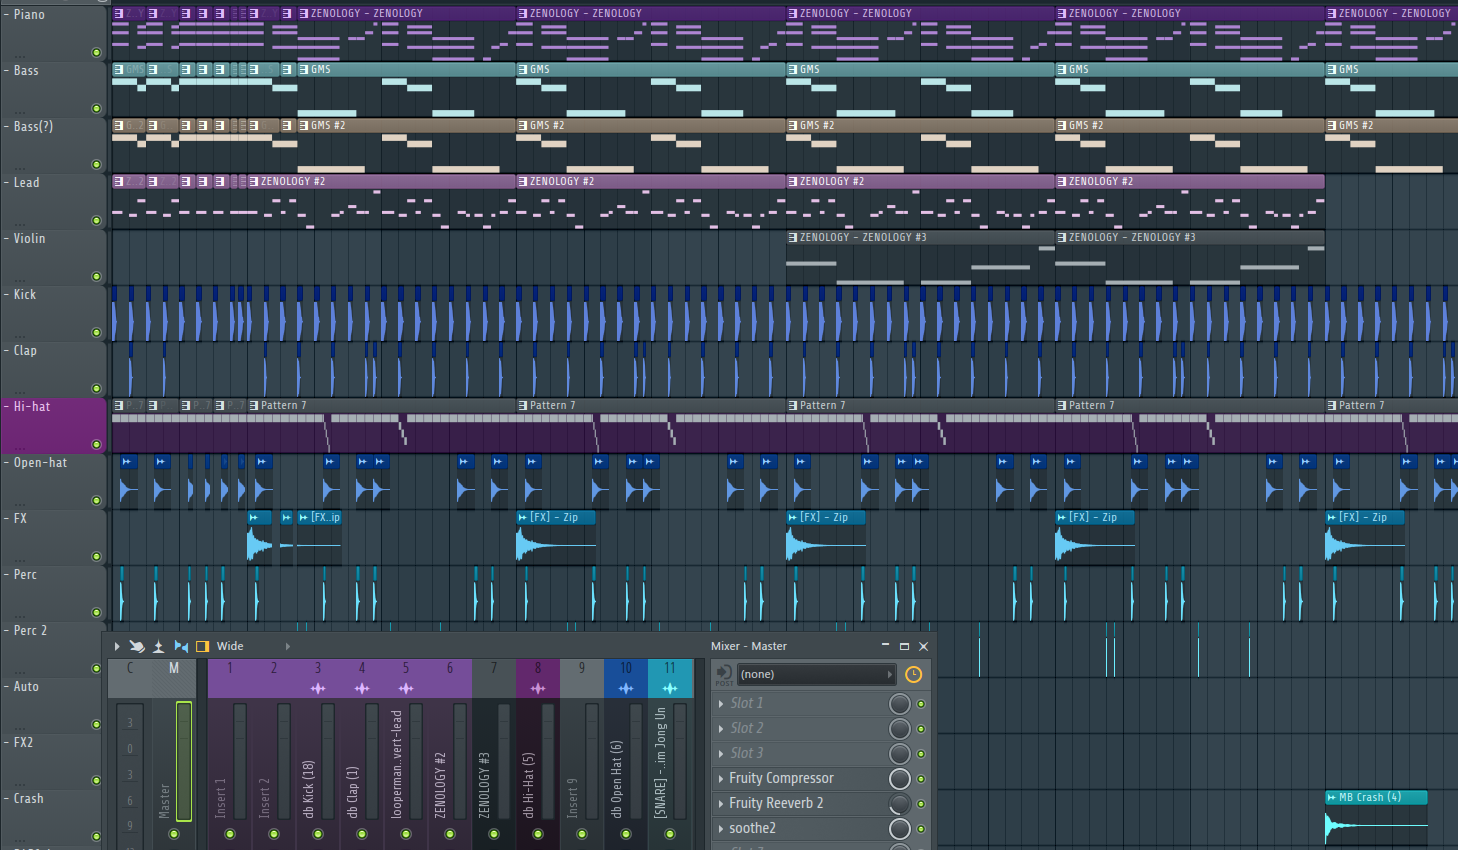 Piano
ZENOLOGY – ZENOLOGY
ZENOLOGY – ZENOLOGY
ZENOLOGY – ZENOLOGY
ZENOLOGY – ZENOLOGY
ZENOLOGY – ZENOLOGY
Bass
GMS
GMS
GMS
GMS
GMS
GMS
Bass(?)
GMS #2
GMS #2
GMS #2
GMS #2
GMS #2
Lead
ZENOLOGY #2
ZENOLOGY #2
ZENOLOGY #2
ZENOLOGY #2
Violin
ZENOLOGY – ZENOLOGY #3
ZENOLOGY – ZENOLOGY #3
Kick
Clap
Hi-hat
Pattern 7
Pattern 7
Pattern 7
Pattern 7
Pattern 7
Open-hat
FX
[FX..ip
[FX] – Zip
[FX] – Zip
[FX] – Zip
[FX] – Zip
Perc
Perc 2
Auto
FX2
Crash
MB Crash (4)
Wide
C M 1 2 3 4 5 6 7 8 9 10 11
3
0
3
6
9
Master
Insert 1
Insert 2
db Kick (18)
db Clap (1)
looperman..vert-lead
ZENOLOGY #2
ZENOLOGY #3
db Hi-Hat (5)
Insert 9
db Open Hat (6)
[SNARE] –..im Jong Un
Mixer – Master
POST
(none)
Slot 1
Slot 2
Slot 3
Fruity Compressor
Fruity Reeverb 2
soothe2